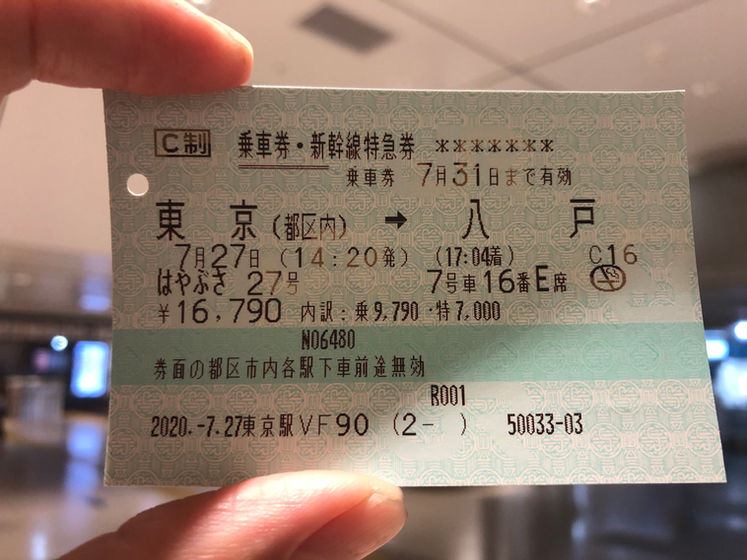 C制 乗車券・新幹線特急券 *******
乗車券 7月31日まで有効
東京(都区内) → 八戸
7月27日 (14:20発) (17:04着) C16
はやぶさ 27号 7号車16番E席
¥16,790 内訳:乗9,790・特7,000
N06480
券面の都区市内各駅下車前途無効
R001
2020.-7.27東京駅VF90 (2- ) 50033-03